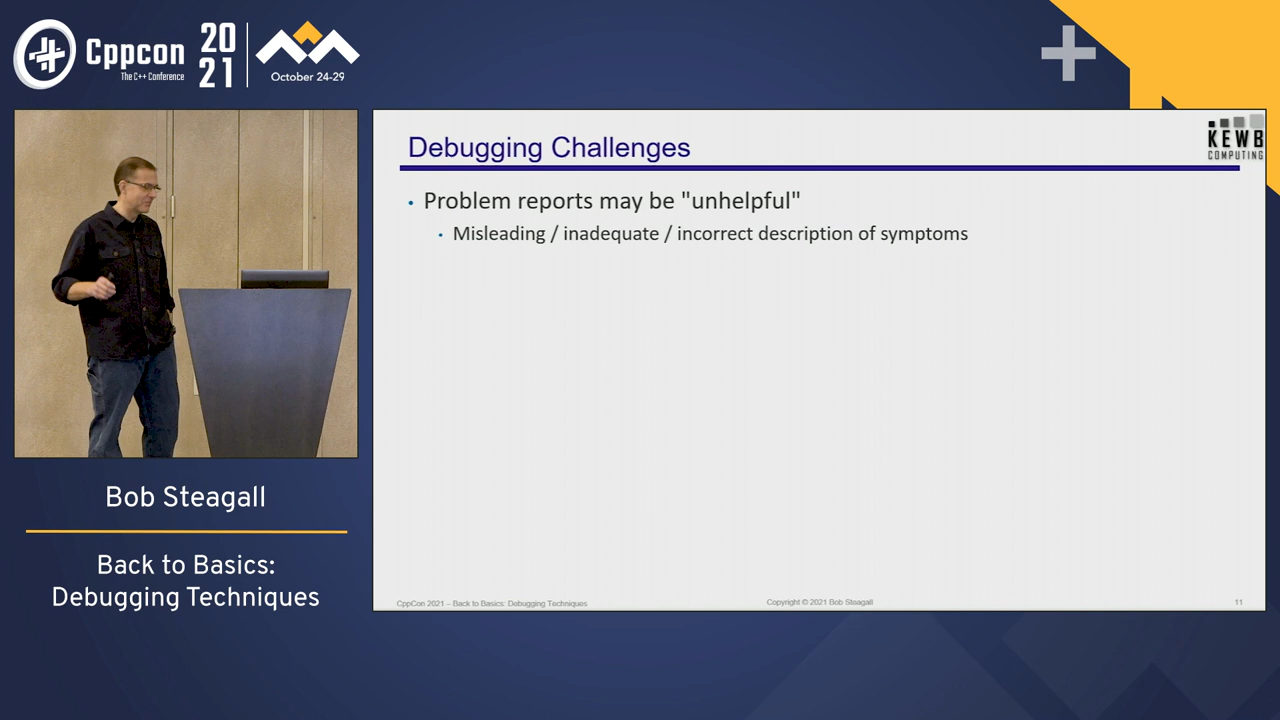 Cppcon
The C++ Conference
20
21
October 24-29
KEWB
COMPUTING
Debugging Challenges
• Problem reports may be "unhelpful"
• Misleading / inadequate / incorrect description of symptoms
CppCon 2021 – Back to Basics: Debugging Techniques
Copyright © 2021 Bob Steagall
11
Bob Steagall
Back to Basics:
Debugging Techniques